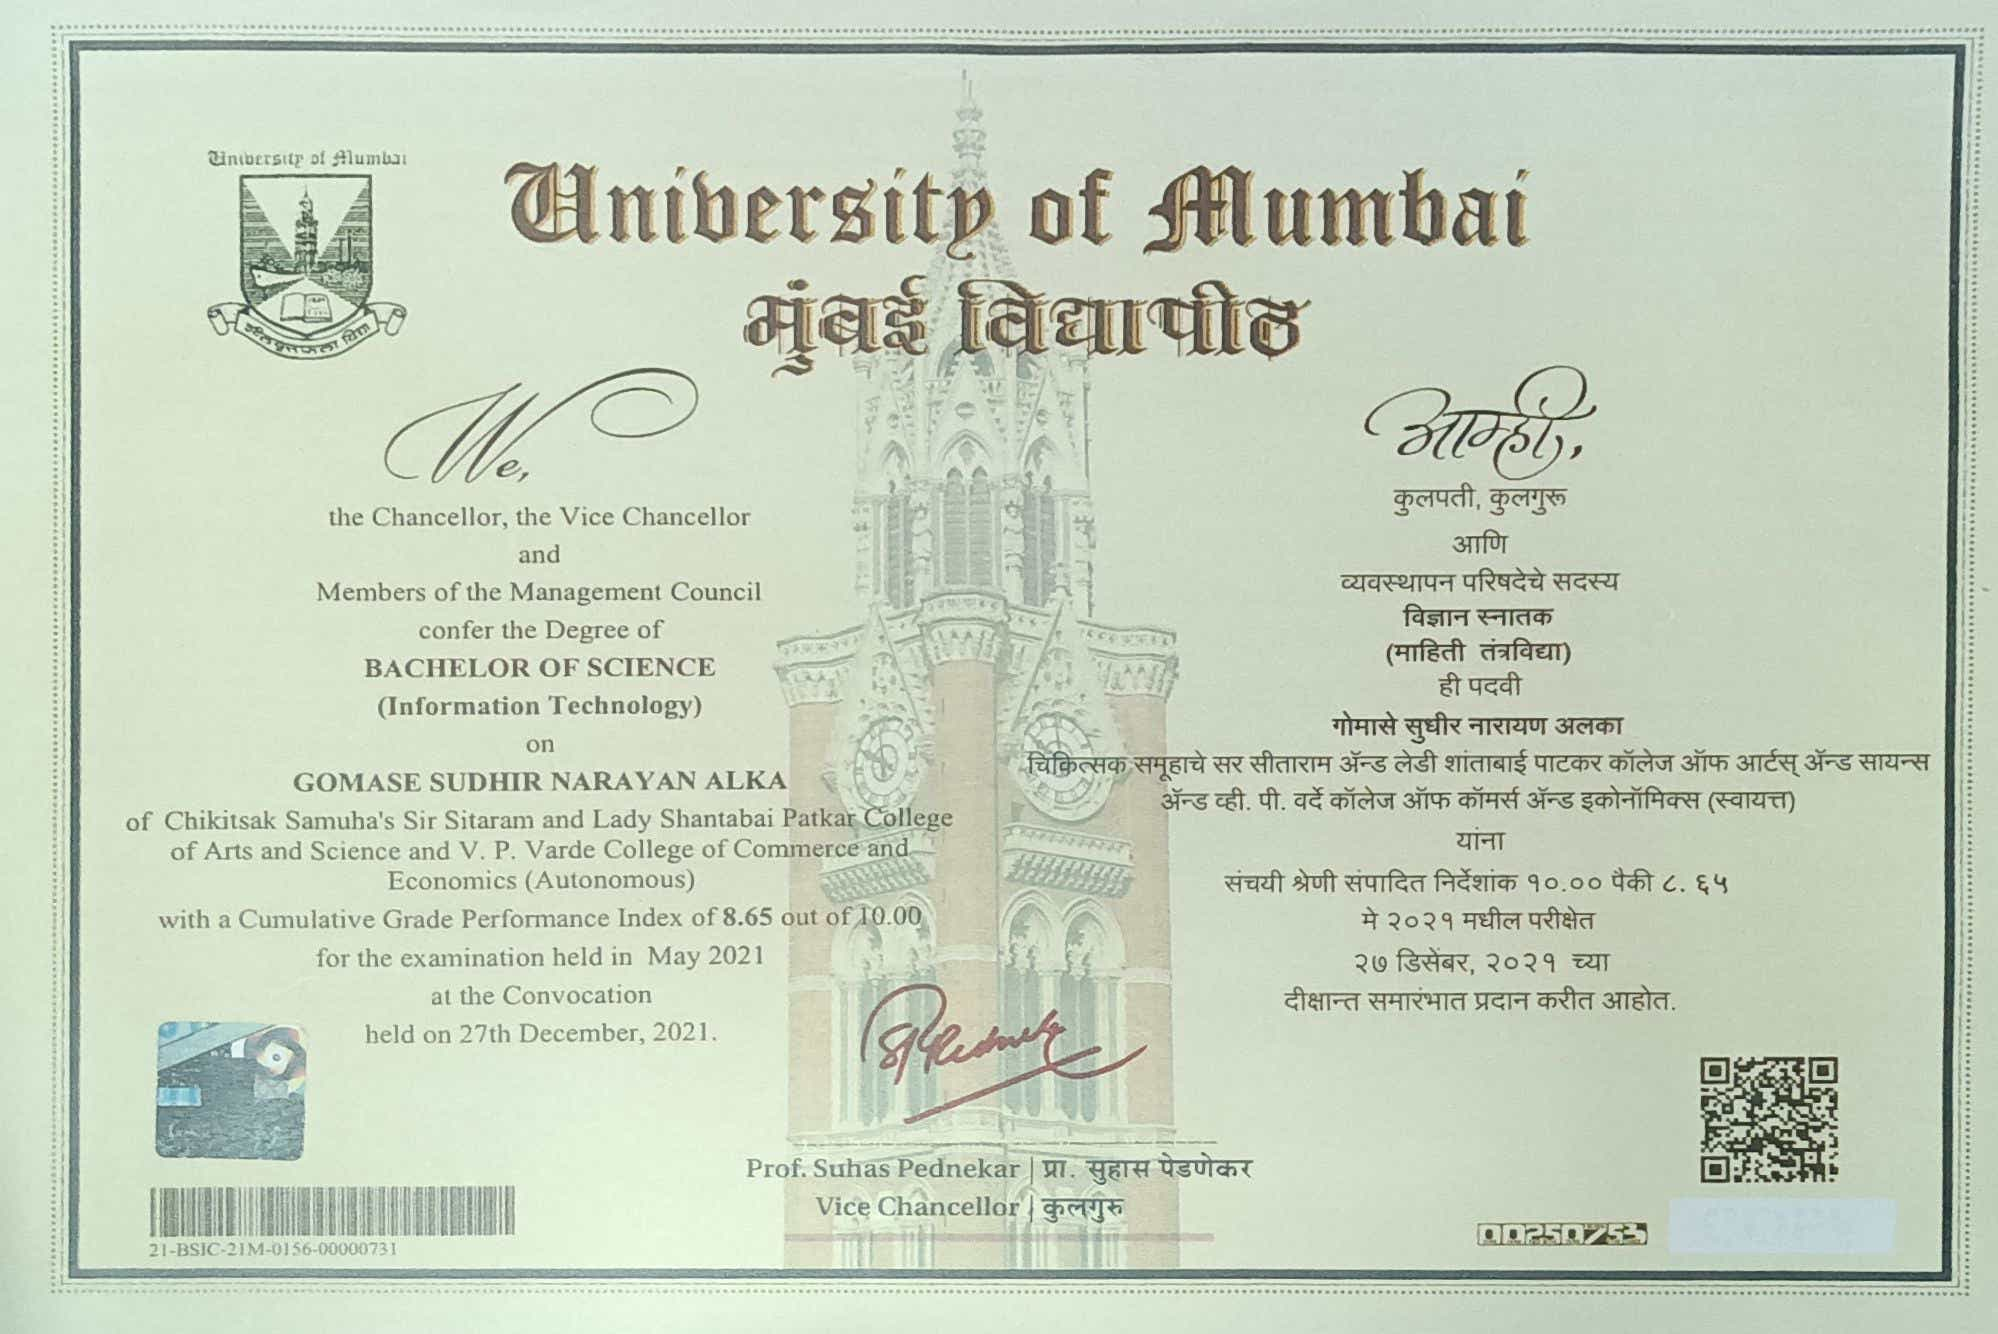 University of Mumbai
University of Mumbai
मुंबई विद्यापीठ
We,
the Chancellor, the Vice Chancellor
and
Members of the Management Council
confer the Degree of
BACHELOR OF SCIENCE
(Information Technology)
on
GOMASE SUDHIR NARAYAN ALKA
of Chikitsak Samuha's Sir Sitaram and Lady Shantabai Patkar College
of Arts and Science and V. P. Varde College of Commerce and
Economics (Autonomous)
with a Cumulative Grade Performance Index of 8.65 out of 10.00
for the examination held in May 2021
at the Convocation
held on 27th December, 2021.
आम्ही,
कुलपती, कुलगुरू
आणि
व्यवस्थापन परिषदेचे सदस्य
विज्ञान स्नातक
(माहिती तंत्रविद्या)
ही पदवी
गोमासे सुधीर नारायण अलका
चिकित्सक समूहाचे सर सीताराम ॲन्ड लेडी शांताबाई पाटकर कॉलेज ऑफ आर्टस् ॲन्ड सायन्स
ॲन्ड व्ही. पी. वर्दे कॉलेज ऑफ कॉमर्स ॲन्ड इकोनॉमिक्स (स्वायत्त)
यांना
संचयी श्रेणी संपादित निर्देशांक १०.०० पैकी ८. ६५
मे २०२१ मधील परीक्षेत
२७ डिसेंबर, २०२१ च्या
दीक्षान्त समारंभात प्रदान करीत आहोत.
Prof. Suhas Pednekar | प्रा. सुहास पेडणेकर
Vice Chancellor | कुलगुरु
21-BSIC-21M-0156-00000731
00250753